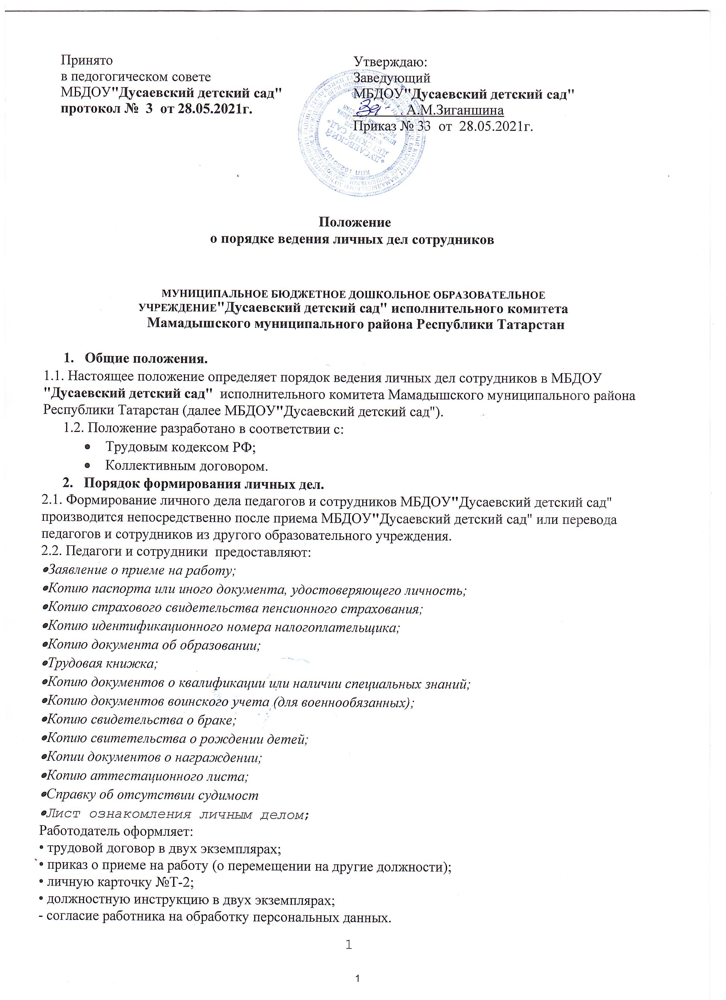 Принято
в педогогическом совете
МБДОУ"Дусаевский детский сад"
протокол № 3 от 28.05.2021г.
Утверждаю:
Заведующий
МБДОУ"Дусаевский детский сад"
А.М.Зиганшина
Приказ № 33 от 28.05.2021г.
«ДУСАЕВСКИЙ
ДЕТСКИЙ САД»
Положение
о порядке ведения личных дел сотрудников
МУНИЦИПАЛЬНОЕ БЮДЖЕТНОЕ ДОШКОЛЬНОЕ ОБРАЗОВАТЕЛЬНОЕ
УЧРЕЖДЕНИЕ"Дусаевский детский сад" исполнительного комитета
Мамадышского муниципального района Республики Татарстан
1. Общие положения.
1.1. Настоящее положение определяет порядок ведения личных дел сотрудников в МБДОУ
"Дусаевский детский сад" исполнительного комитета Мамадышского муниципального района
Республики Татарстан (далее МБДОУ"Дусаевский детский сад").
1.2. Положение разработано в соответствии с:
• Трудовым кодексом РФ;
• Коллективным договором.
2. Порядок формирования личных дел.
2.1. Формирование личного дела педагогов и сотрудников МБДОУ"Дусаевский детский сад"
производится непосредственно после приема МБДОУ"Дусаевский детский сад" или перевода
педагогов и сотрудников из другого образовательного учреждения.
2.2. Педагоги и сотрудники предоставляют:
•Заявление о приеме на работу;
•Копию паспорта или иного документа, удостоверяющего личность;
•Копию страхового свидетельства пенсионного страхования;
•Копию идентификационного номера налогоплательщика;
•Копию документа об образовании;
•Трудовая книжка;
•Копию документов о квалификации или наличии специальных знаний;
•Копию документов воинского учета (для военнообязанных);
•Копию свидетельства о браке;
•Копию свитетельства о рождении детей;
•Копии документов о награждении;
•Копию аттестационного листа;
•Справку об отсутствии судимост
•Лист ознакомления личным делом;
Работодатель оформляет:
• трудовой договор в двух экземплярах;
• приказ о приеме на работу (о перемещении на другие должности);
• личную карточку №Т-2;
• должностную инструкцию в двух экземплярах;
- согласие работника на обработку персональных данных.
1
1